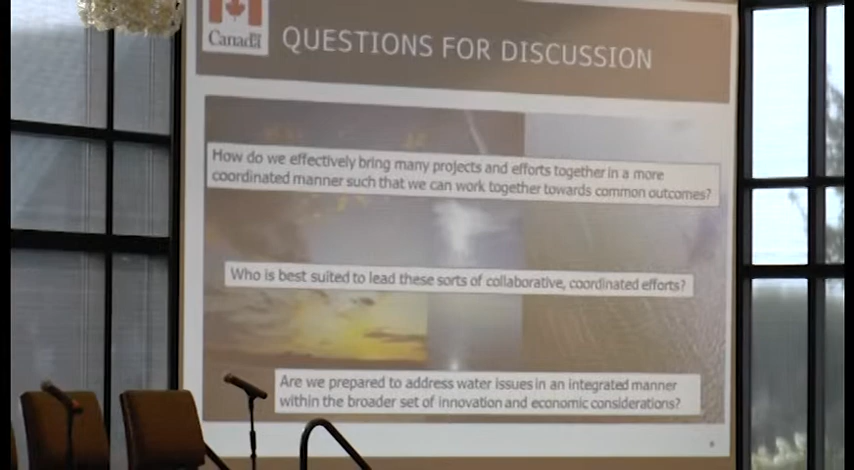 Canada
QUESTIONS FOR DISCUSSION
How do we effectively bring many projects and efforts together in a more
coordinated manner such that we can work together towards common outcomes?
Who is best suited to lead these sorts of collaborative, coordinated efforts?
Are we prepared to address water issues in an integrated manner
within the broader set of innovation and economic considerations?